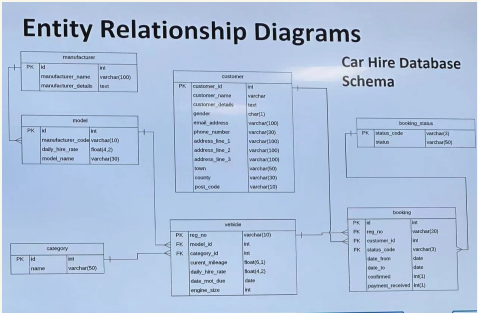 Entity Relationship Diagrams
Car Hire Database
Schema
manufacturer
PK id int
manufacturer_name varchar(100)
manufacturer_details text
model
PK id int
manufacturer_code varchar(10)
daily_hire_rate float(4,2)
model_name varchar(30)
category
PK id int
name varchar(50)
customer
PK customer_id int
customer_name varchar
customer_details text
gender char(1)
email_address varchar(100)
phone_number varchar(30)
address_line_1 varchar(100)
address_line_2 varchar(100)
address_line_3 varchar(100)
town varchar(50)
county varchar(30)
post_code varchar(10)
vehicle
PK reg_no varchar(10)
FK model_id int
FK category_id int
curent_mileage float(6,1)
daily_hire_rate float(4,2)
date_mot_due date
engine_size int
booking_status
PK status_code varchar(3)
status varchar(50)
booking
PK id int
FK reg_no varchar(20)
FK customer_id int
FK status_code varchar(3)
date_from date
date_to date
confirmed int(1)
payment_received int(1)